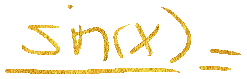 sin(x) =